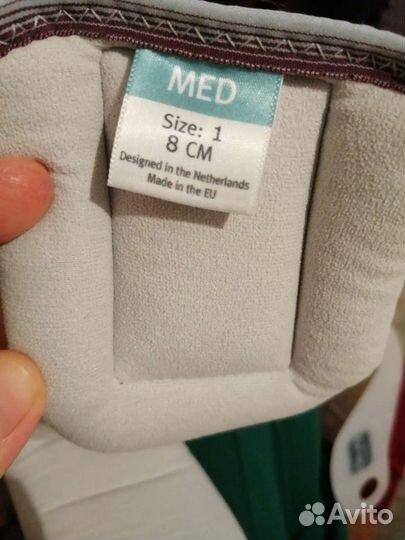 MED
Size: 1
8 CM
Designed in the Netherlands
Made in the EU
Avito